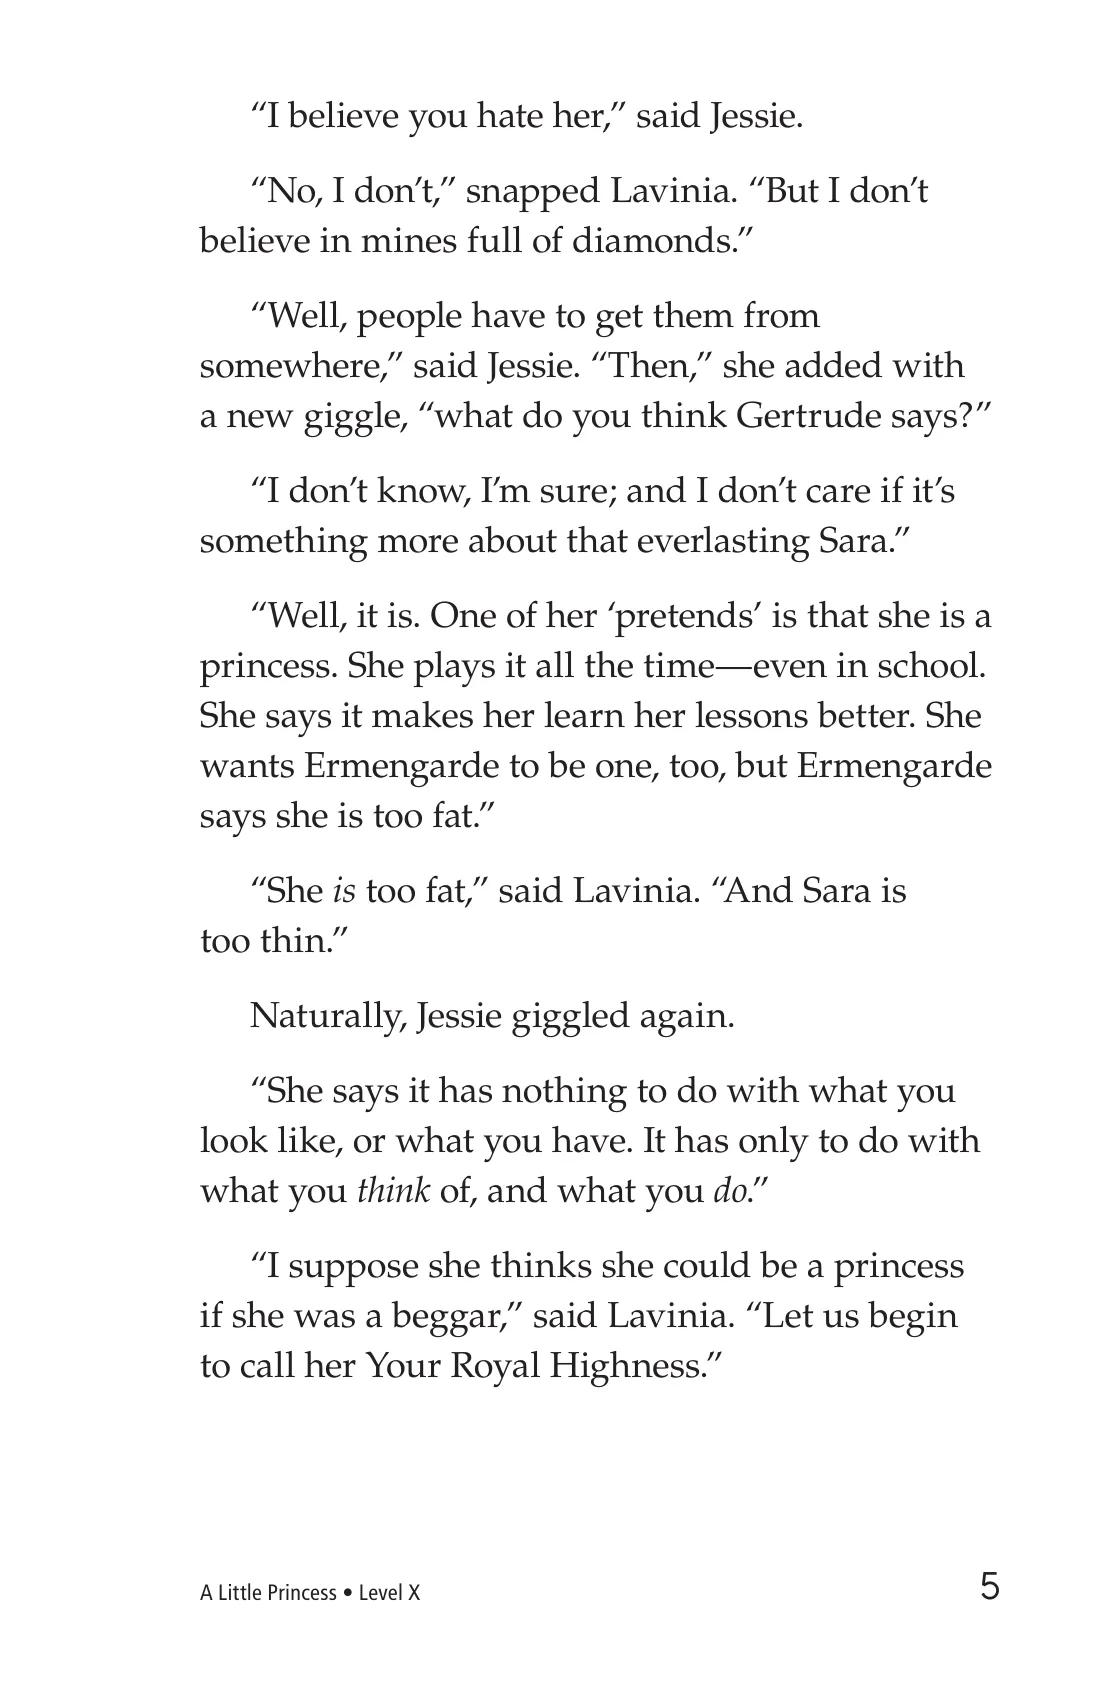 “I believe you hate her,” said Jessie.
“No, I don’t,” snapped Lavinia. “But I don’t
believe in mines full of diamonds.”
“Well, people have to get them from
somewhere,” said Jessie. “Then,” she added with
a new giggle, “what do you think Gertrude says?”
“I don’t know, I’m sure; and I don’t care if it’s
something more about that everlasting Sara.”
“Well, it is. One of her ‘pretends’ is that she is a
princess. She plays it all the time—even in school.
She says it makes her learn her lessons better. She
wants Ermengarde to be one, too, but Ermengarde
says she is too fat.”
“She is too fat,” said Lavinia. “And Sara is
too thin.”
Naturally, Jessie giggled again.
“She says it has nothing to do with what you
look like, or what you have. It has only to do with
what you think of, and what you do.”
“I suppose she thinks she could be a princess
if she was a beggar,” said Lavinia. “Let us begin
to call her Your Royal Highness.”
A Little Princess • Level X
5